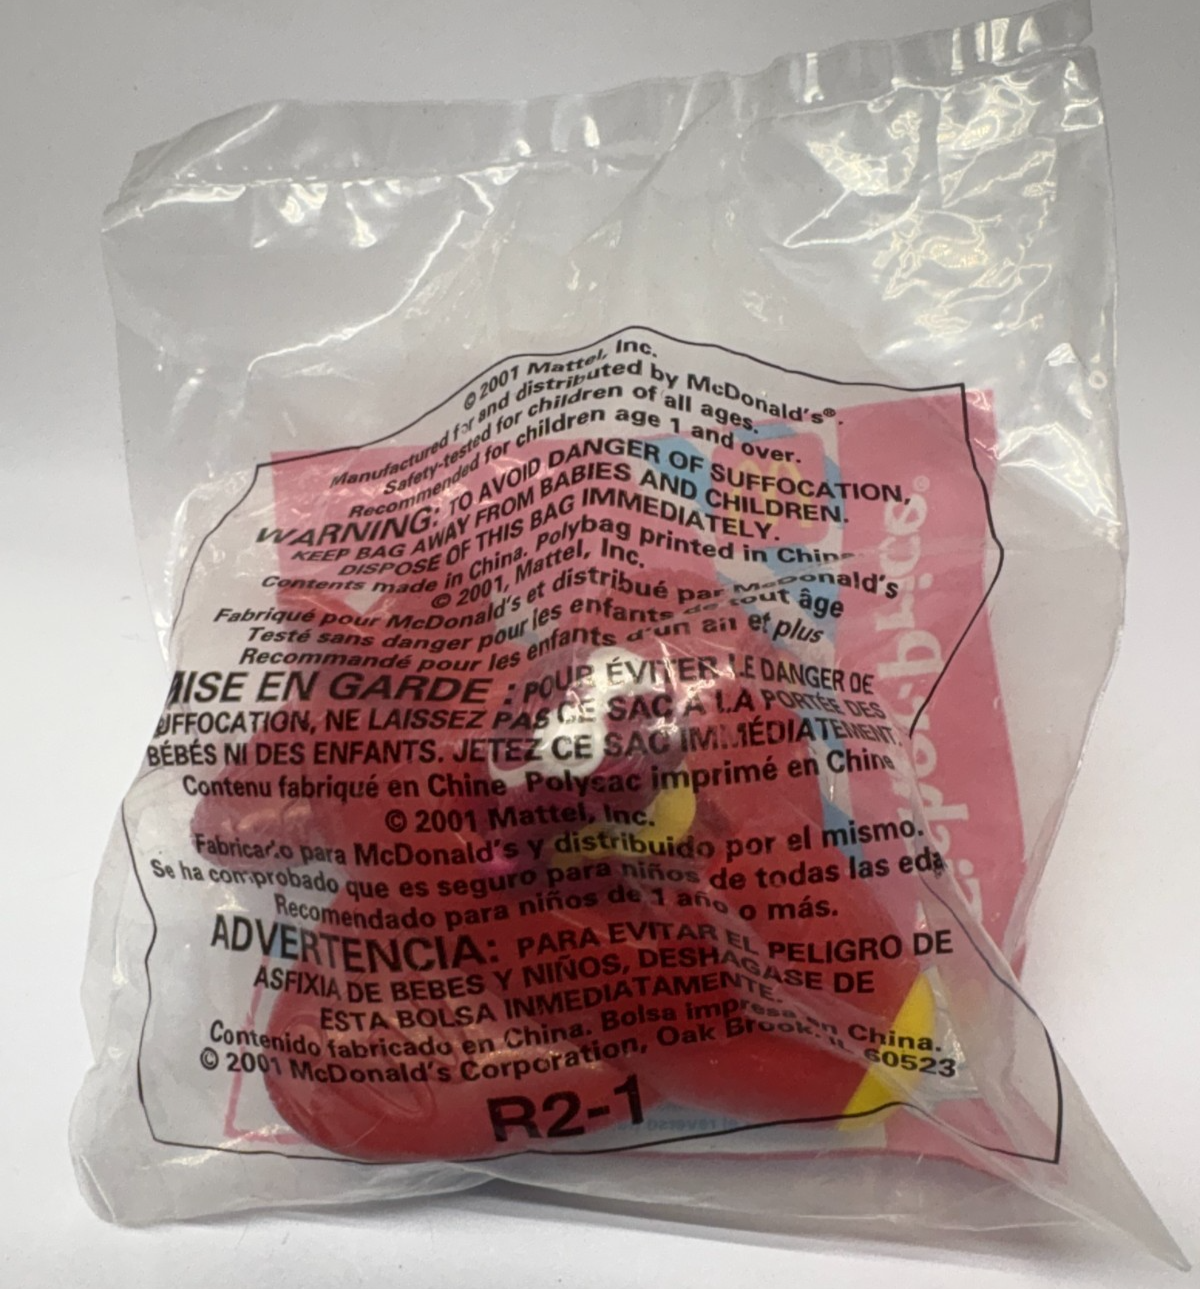 © 2001 Mattel, Inc.
Manufactured for and distributed by McDonald's®.
Safety-tested for children of all ages.
Recommended for children age 1 and over.
WARNING: TO AVOID DANGER OF SUFFOCATION,
KEEP BAG AWAY FROM BABIES AND CHILDREN.
DISPOSE OF THIS BAG IMMEDIATELY.
Contents made in China. Polybag printed in China
© 2001, Mattel, Inc.
Fabriqué pour McDonald's et distribué par McDonald's
Testé sans danger pour les enfants de tout âge
Recommandé pour les enfants d'un an et plus
MISE EN GARDE : POUR ÉVITER LE DANGER DE
UFFOCATION, NE LAISSEZ PAS CE SAC À LA PORTÉE DES
BÉBÉS NI DES ENFANTS. JETEZ CE SAC IMMÉDIATEMENT.
Contenu fabriqué en Chine Polysac imprimé en Chine
© 2001 Mattel, Inc.
Fabricado para McDonald's y distribuido por el mismo.
Se ha comprobado que es seguro para niños de todas las eda
Recomendado para niños de 1 año o más.
ADVERTENCIA: PARA EVITAR EL PELIGRO DE
ASFIXIA DE BEBES Y NIÑOS, DESHAGASE DE
ESTA BOLSA INMEDIATAMENTE.
Contenido fabricado en China. Bolsa impresa en China.
© 2001 McDonald's Corporation, Oak Brook, IL 60523
R2-1